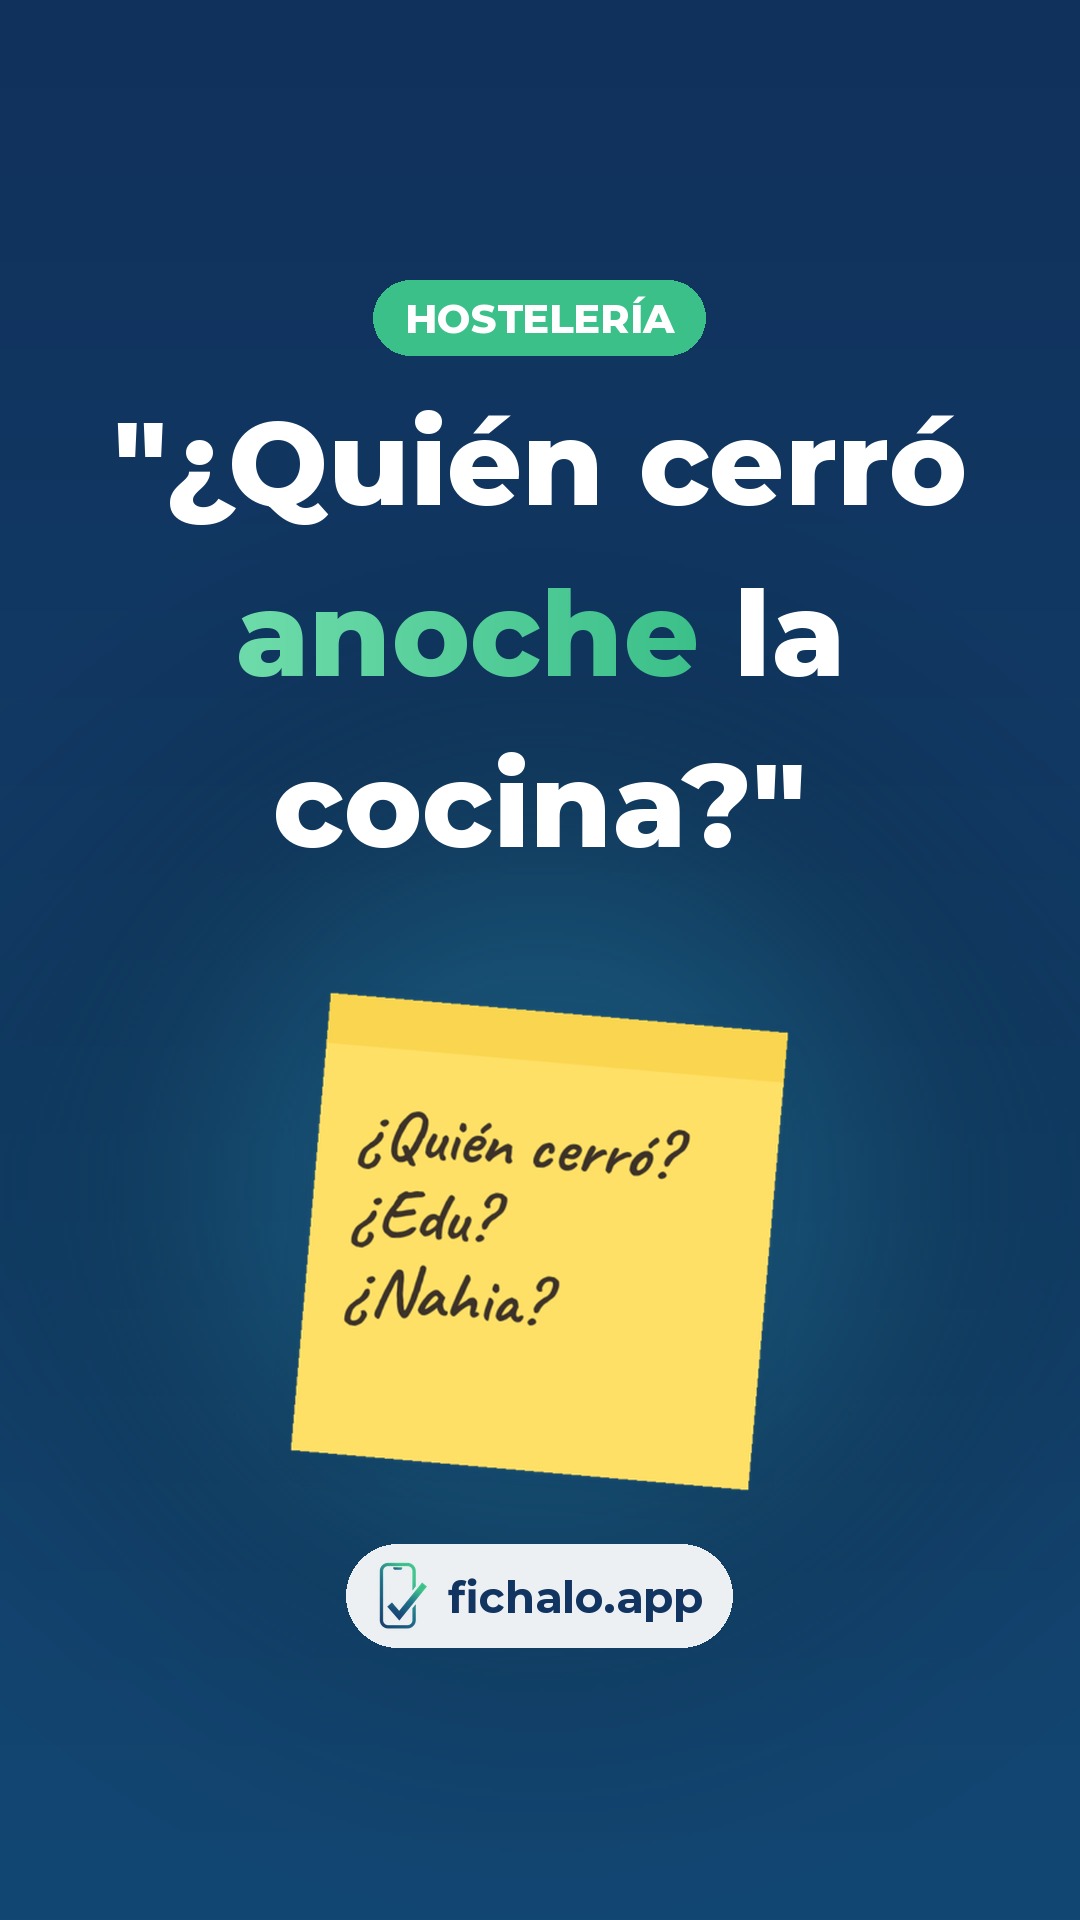 HOSTELERÍA
"¿Quién cerró
anoche la
cocina?"
¿Quién cerró?
¿Edu?
¿Nahia?
fichalo.app